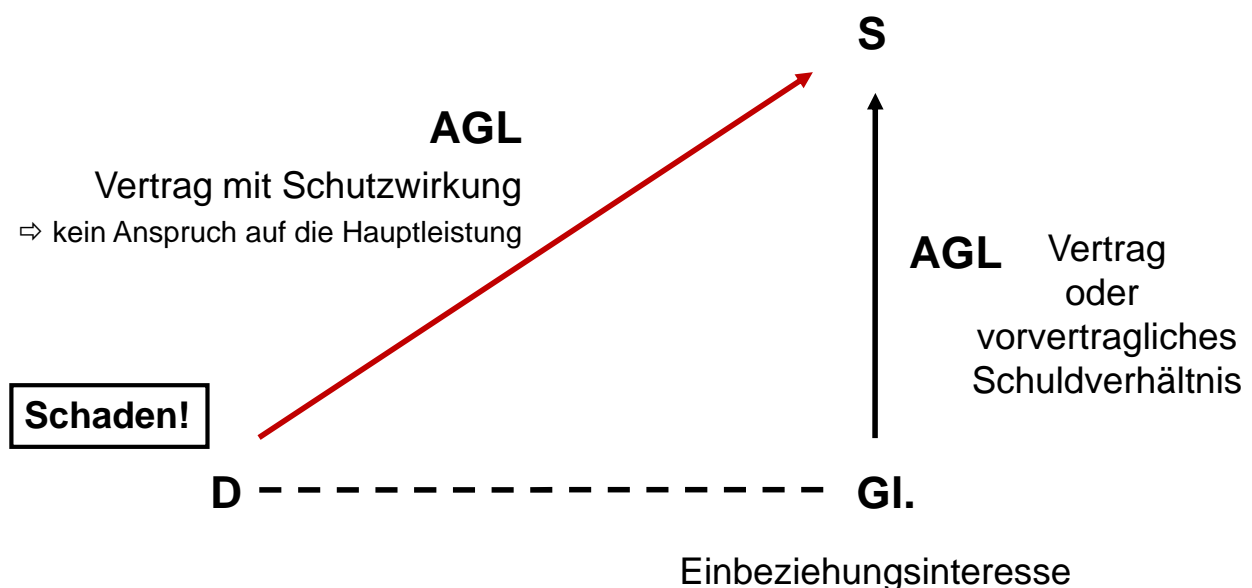 S
AGL
Vertrag mit Schutzwirkung
⇨ kein Anspruch auf die Hauptleistung
AGL
Vertrag
oder
vorvertragliches
Schuldverhältnis
Schaden!
D
Gl.
Einbeziehungsinteresse